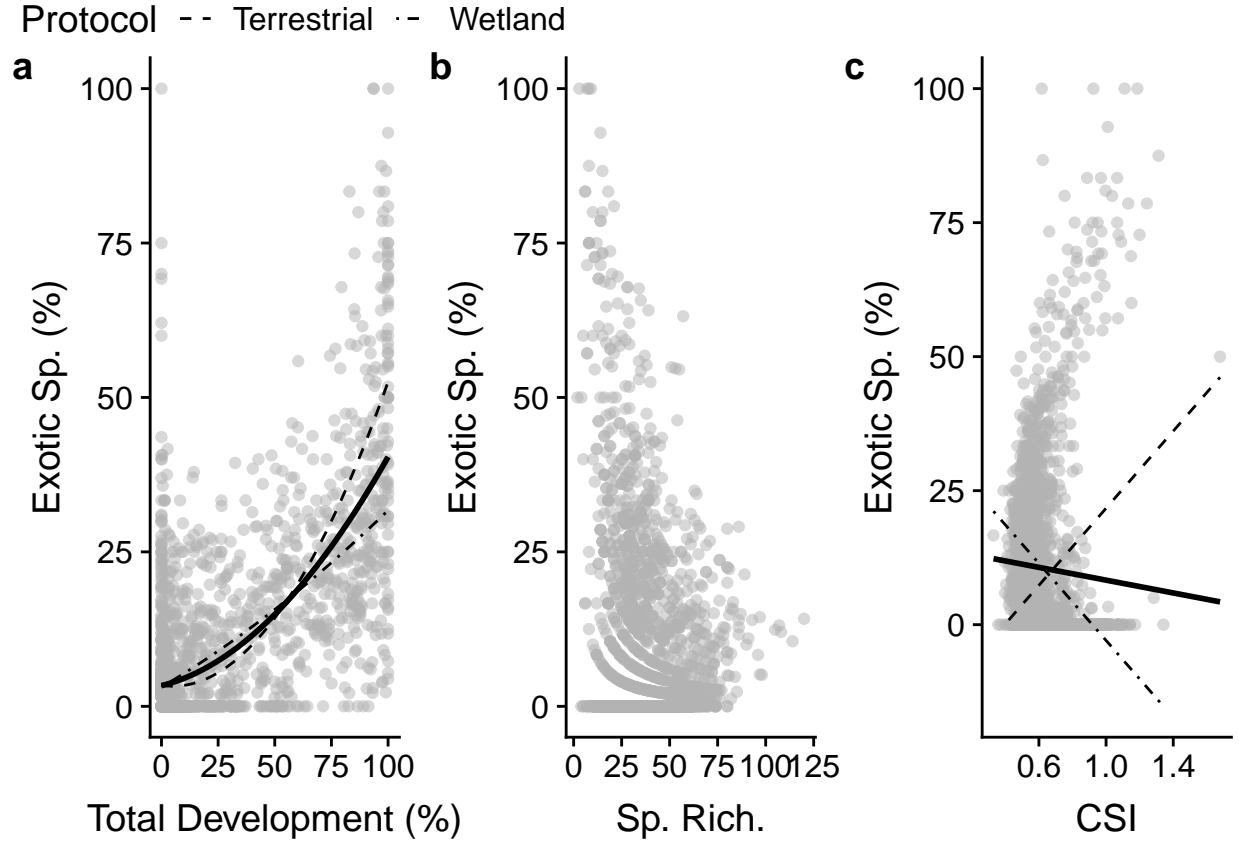 Protocol Terrestrial Wetland
a b c
100 100 100
75 75 75
50 50 50
25 25 25
0 0 0
Exotic Sp. (%) Exotic Sp. (%) Exotic Sp. (%)
0 25 50 75 100 0 25 50 75 100 125 0.6 1.0 1.4
Total Development (%) Sp. Rich. CSI